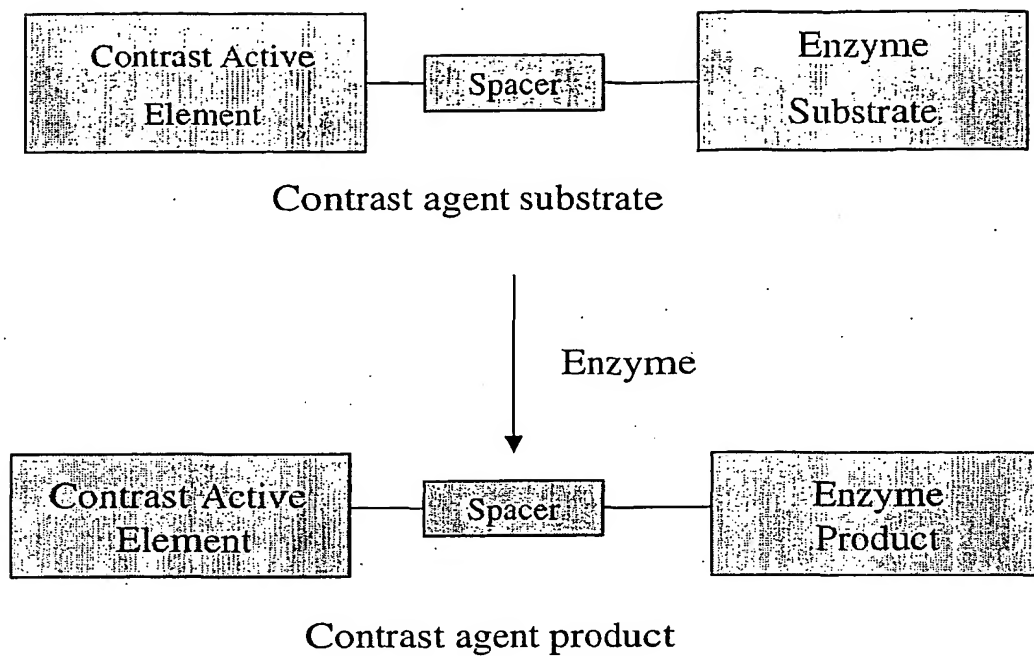 Contrast Active
Element
Spacer
Enzyme
Substrate
Contrast agent substrate
Enzyme
Contrast Active
Element
Spacer
Enzyme
Product
Contrast agent product